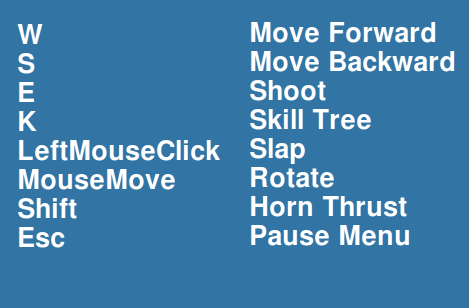 W Move Forward
S Move Backward
E Shoot
K Skill Tree
LeftMouseClick Slap
MouseMove Rotate
Shift Horn Thrust
Esc Pause Menu